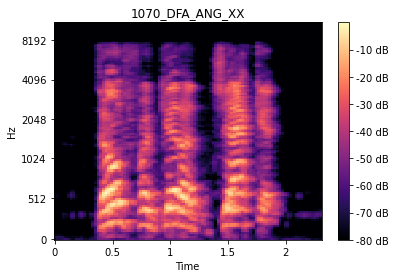 1070_DFA_ANG_XX
8192
4096
2048
1024
512
0
Hz
0
0.5
1
1.5
2
Time
-10 dB
-20 dB
-30 dB
-40 dB
-50 dB
-60 dB
-70 dB
-80 dB